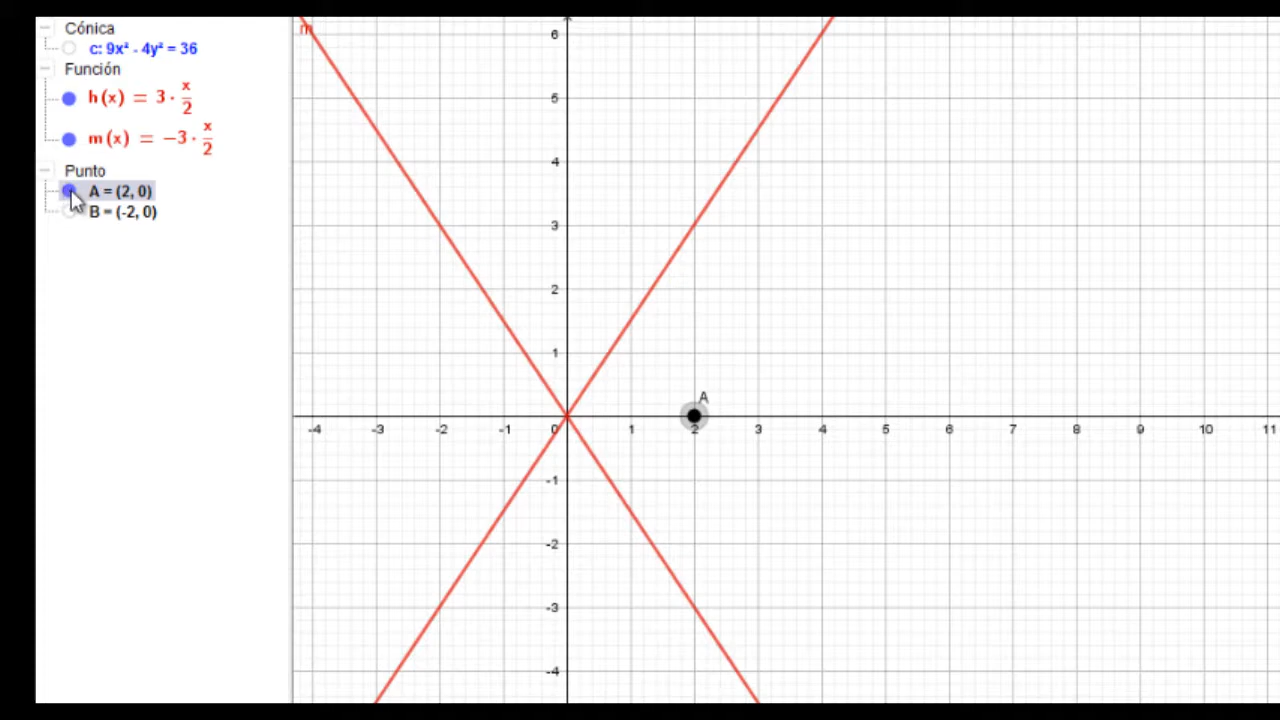 Cónica
c: 9x² - 4y² = 36
Función
h(x) = 3 · x/2
m(x) = −3 · x/2
Punto
A = (2, 0)
B = (-2, 0)
m
6
5
4
3
2
1
A
-4 -3 -2 -1 0 1 2 3 4 5 6 7 8 9 10 11
-1
-2
-3
-4